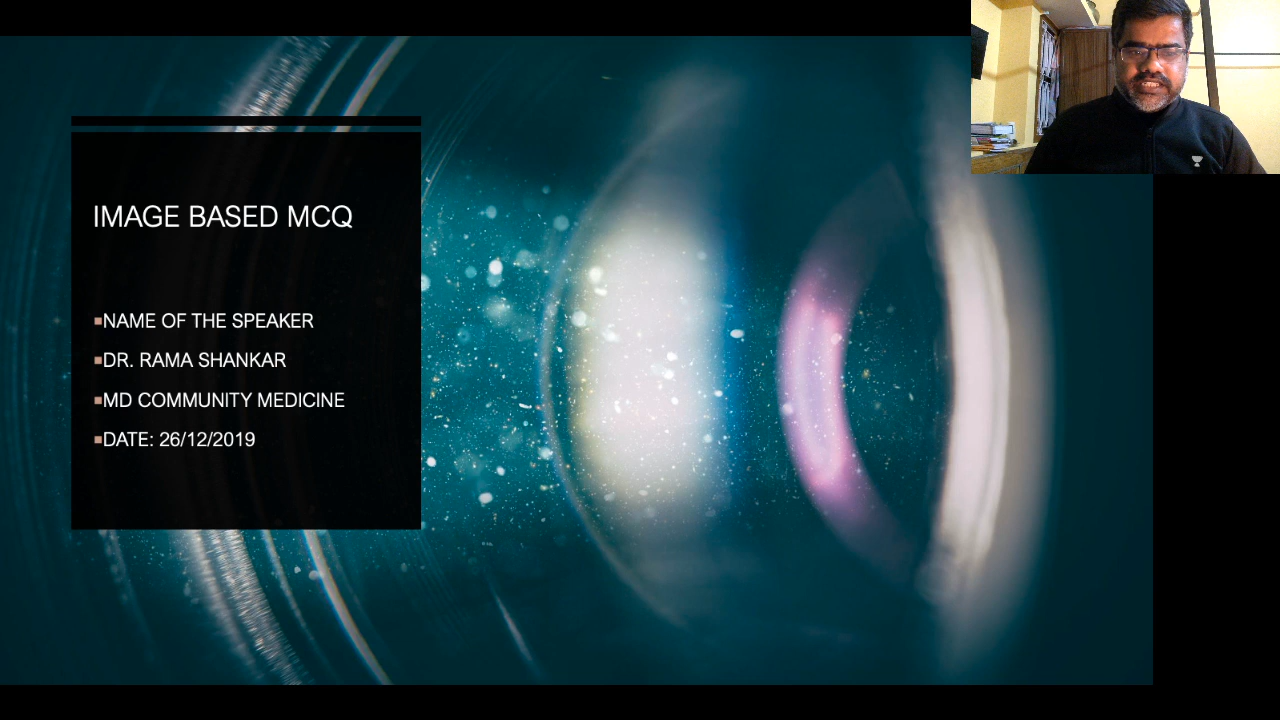 IMAGE BASED MCQ
NAME OF THE SPEAKER
DR. RAMA SHANKAR
MD COMMUNITY MEDICINE
DATE: 26/12/2019